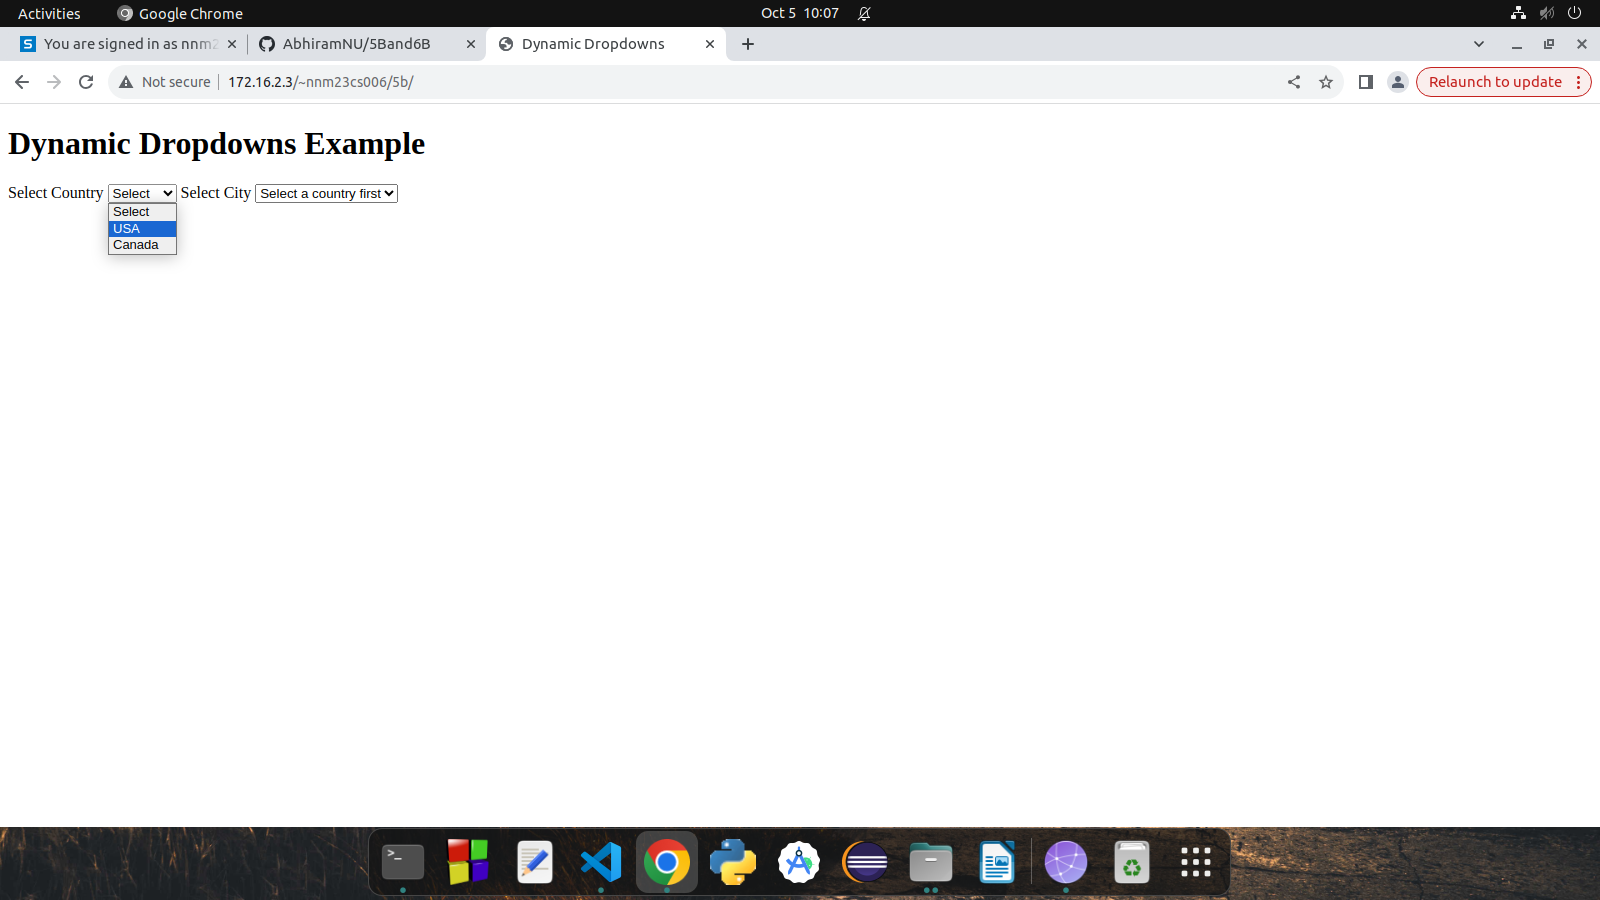 Activities Google Chrome Oct 5 10:07
You are signed in as nnm2 AbhiramNU/5Band6B Dynamic Dropdowns
Not secure 172.16.2.3/~nnm23cs006/5b/ Relaunch to update
Dynamic Dropdowns Example
Select Country Select Select City Select a country first
Select
USA
Canada